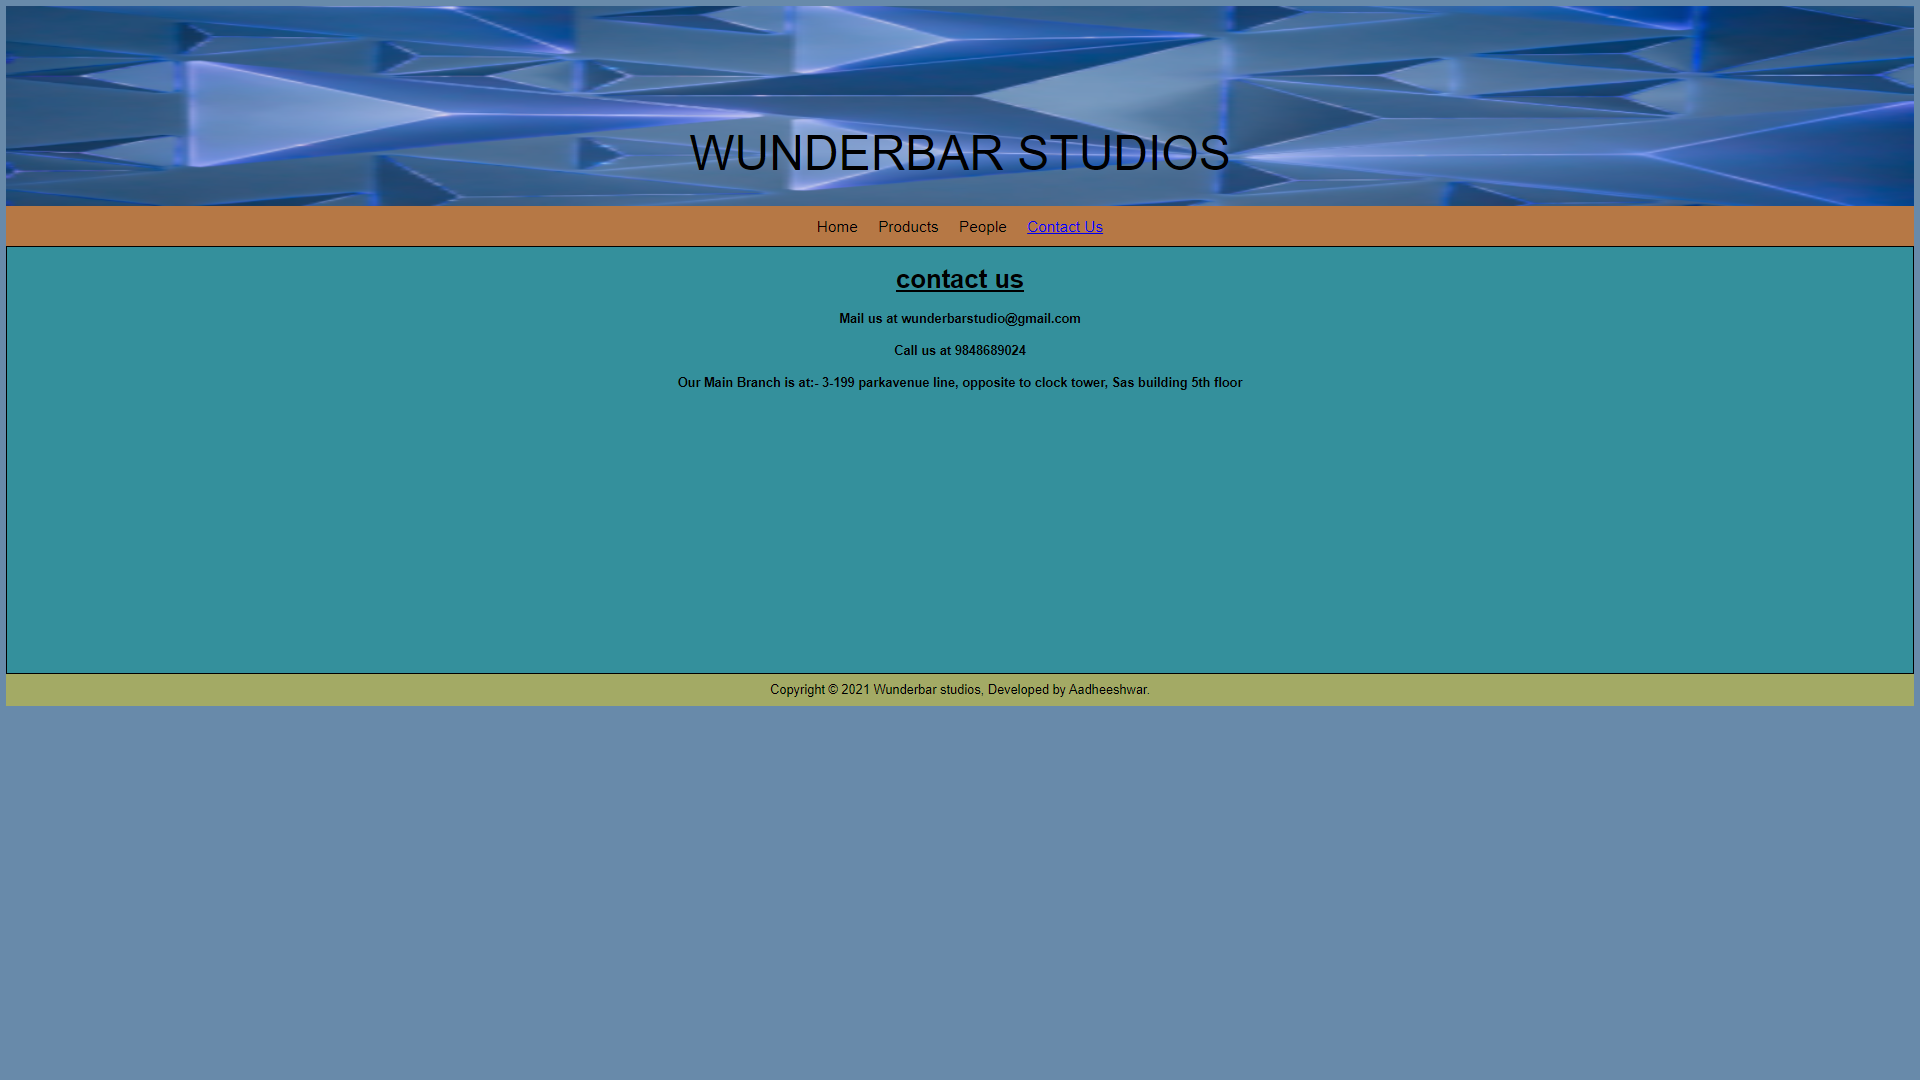 WUNDERBAR STUDIOS
Home Products People Contact Us
contact us
Mail us at wunderbarstudio@gmail.com
Call us at 9848689024
Our Main Branch is at:- 3-199 parkavenue line, opposite to clock tower, Sas building 5th floor
Copyright © 2021 Wunderbar studios, Developed by Aadheeshwar.